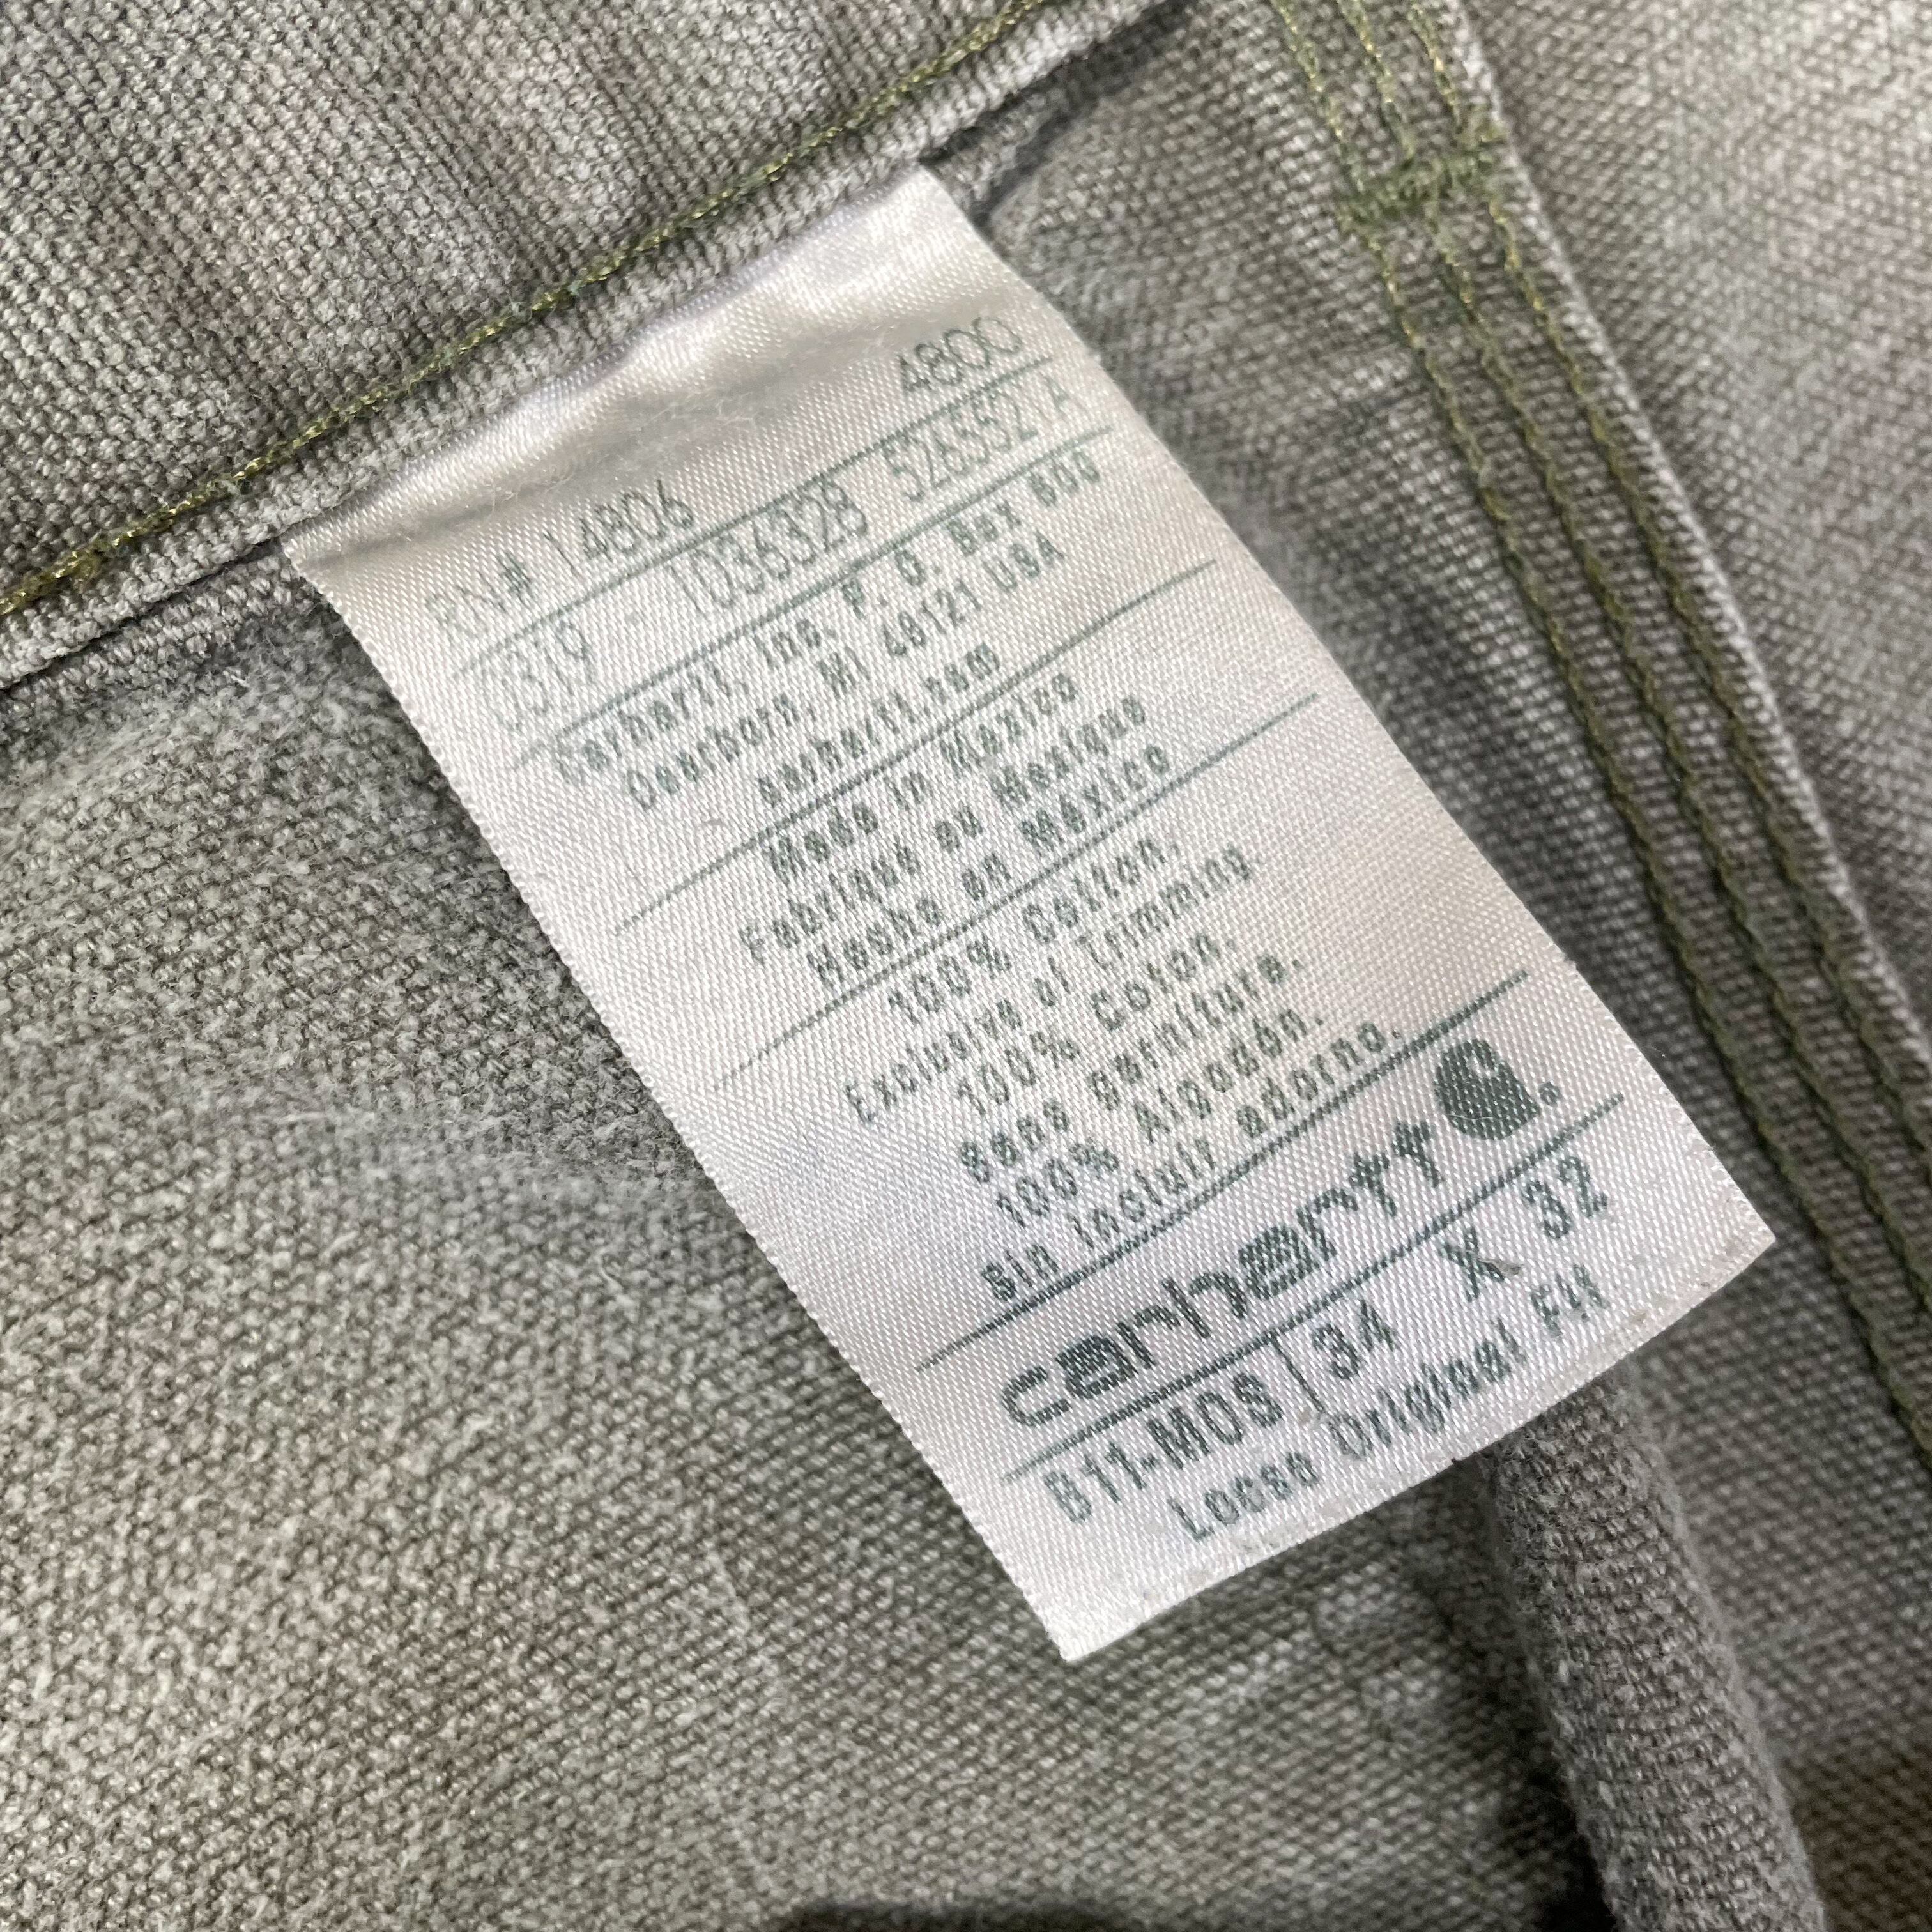 RN# 14806 4800
0319 - 1036328 5265521A
Carhartt, Inc. P. O. Box 600
Dearborn, MI 48121 USA
carhartt.com
Made in Mexico
Fabriqué au Mexique
Hecho en México
100% Cotton.
Exclusive of Trimming.
100% Coton.
Sans garniture.
100% Algodón.
Sin incluir adorno.
carhartt
B11-MOS 34 X 32
Loose Original Fit